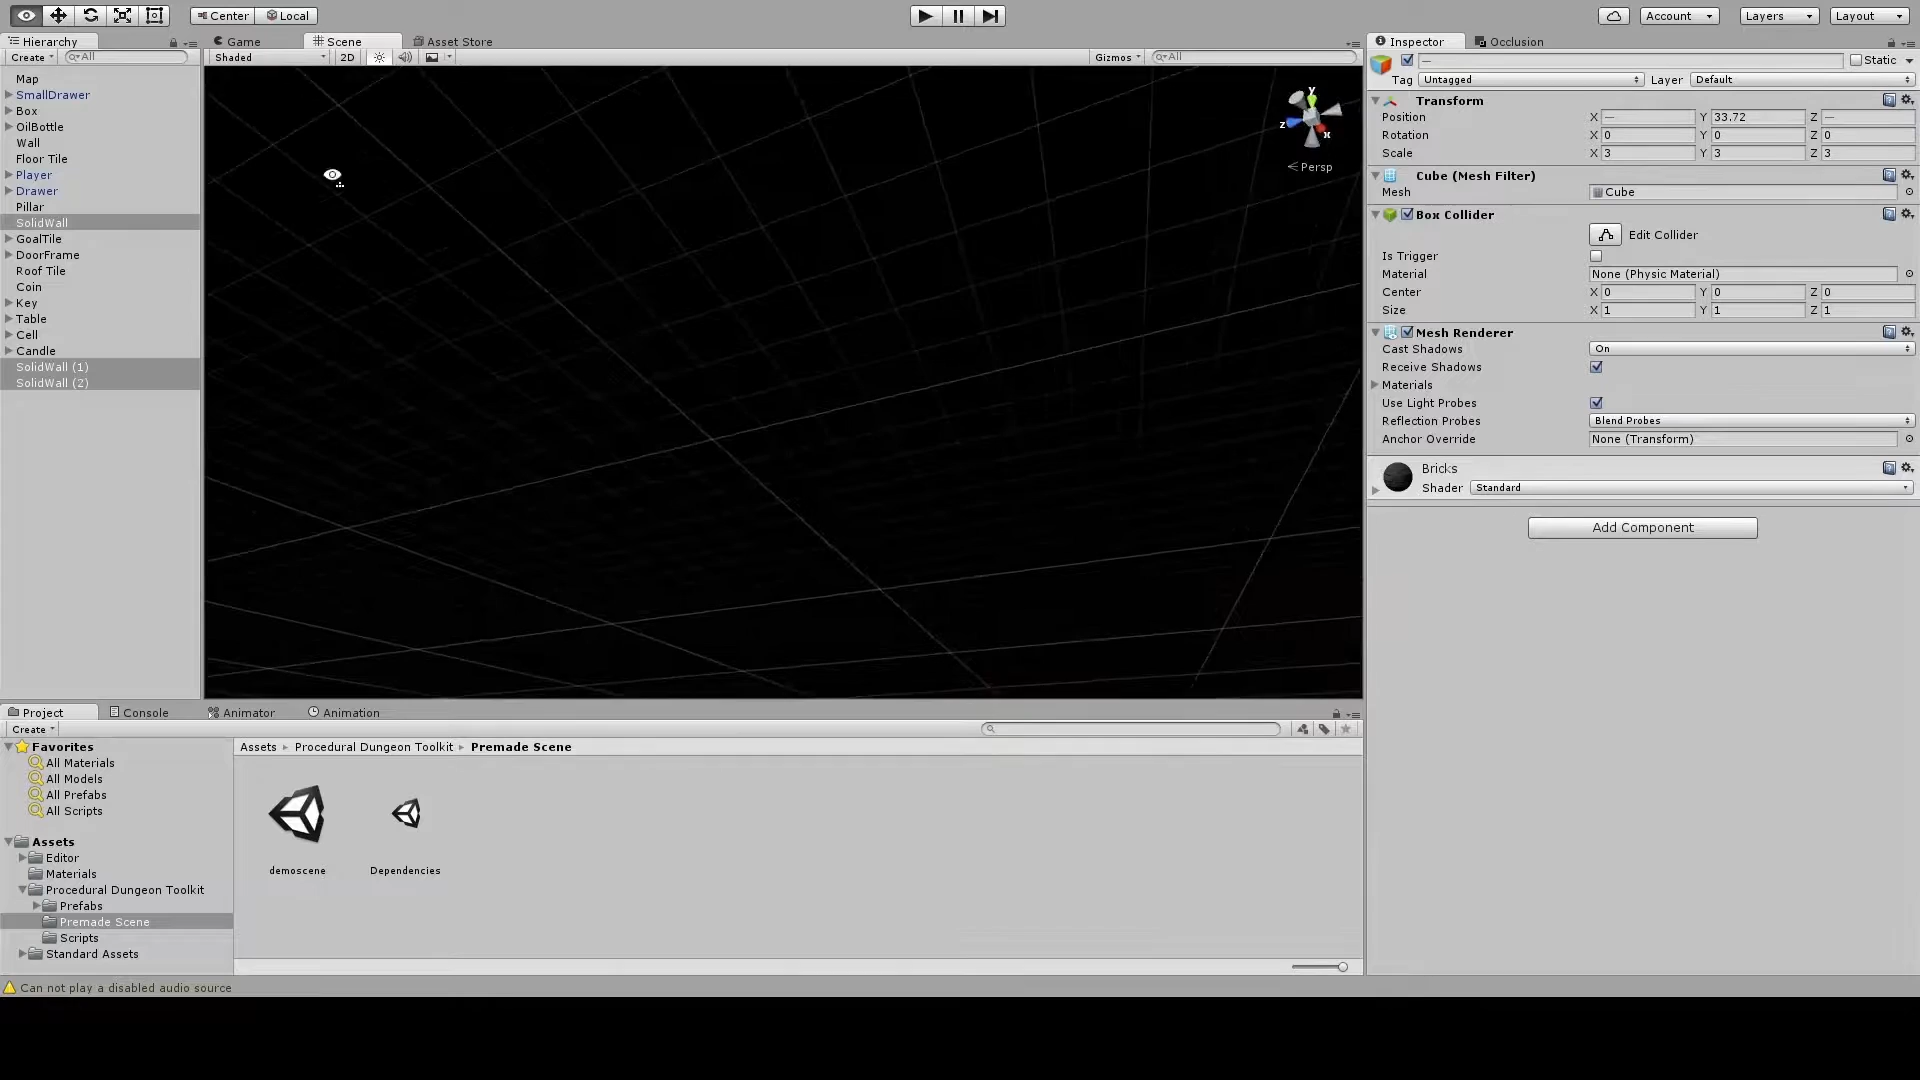 Center
Local
Account
Layers
Layout
Hierarchy
Create
All
Map
SmallDrawer
Box
OilBottle
Wall
Floor Tile
Player
Drawer
Pillar
SolidWall
GoalTile
DoorFrame
Roof Tile
Coin
Key
Table
Cell
Candle
SolidWall (1)
SolidWall (2)
Game
Scene
Asset Store
Shaded
2D
Gizmos
All
y
z
x
Persp
Inspector
Occlusion
—
Static
Tag Untagged
Layer Default
Transform
Position X — Y 33.72 Z —
Rotation X 0 Y 0 Z 0
Scale X 3 Y 3 Z 3
Cube (Mesh Filter)
Mesh Cube
Box Collider
Edit Collider
Is Trigger
Material None (Physic Material)
Center X 0 Y 0 Z 0
Size X 1 Y 1 Z 1
Mesh Renderer
Cast Shadows On
Receive Shadows
Materials
Use Light Probes
Reflection Probes Blend Probes
Anchor Override None (Transform)
Bricks
Shader Standard
Add Component
Project
Console
Animator
Animation
Create
Favorites
All Materials
All Models
All Prefabs
All Scripts
Assets
Editor
Materials
Procedural Dungeon Toolkit
Prefabs
Premade Scene
Scripts
Standard Assets
Assets Procedural Dungeon Toolkit Premade Scene
demoscene
Dependencies
Can not play a disabled audio source